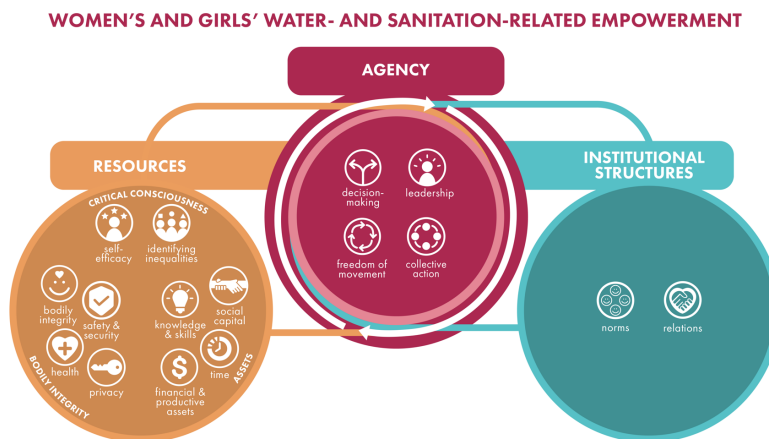 WOMEN'S AND GIRLS' WATER- AND SANITATION-RELATED EMPOWERMENT
AGENCY
RESOURCES
INSTITUTIONAL
STRUCTURES
CRITICAL CONSCIOUSNESS
self-
efficacy
identifying
inequalities
bodily
integrity
safety &
security
knowledge
& skills
social
capital
health
privacy
financial &
productive
assets
time
BODILY INTEGRITY
ASSETS
decision-
making
leadership
freedom of
movement
collective
action
norms
relations